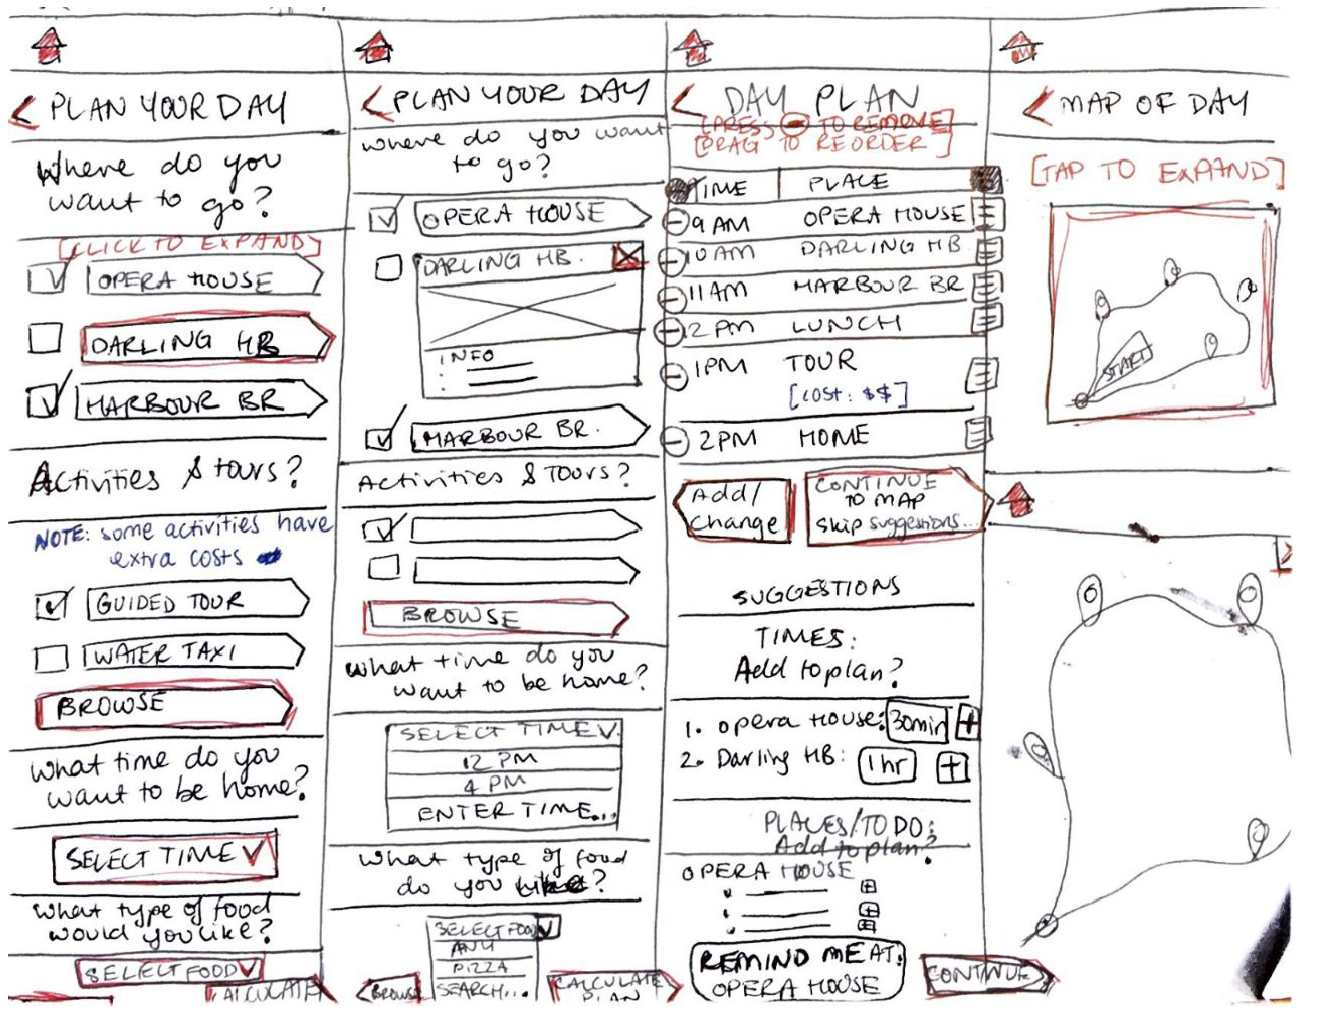 PLAN YOUR DAY
Where do you
want to go?
[CLICK TO EXPAND]
OPERA HOUSE
DARLING HB
HARBOUR BR
Activities & tours?
NOTE: some activities have
extra costs
GUIDED TOUR
WATER TAXI
BROWSE
What time do you
want to be home?
SELECT TIME
What type of food
would you like?
SELECT FOOD
CALCULATE
PLAN YOUR DAY
Where do you want
to go?
OPERA HOUSE
DARLING HB.
INFO
HARBOUR BR.
Activities & TOURS?
BROWSE
What time do you
want to be home?
SELECT TIME
12 PM
4 PM
ENTER TIME...
What type of food
do you like?
SELECT FOOD
ANY
PIZZA
SEARCH...
BROWSE
CALCULATE
PLAN
DAY PLAN
[PRESS - TO REMOVE]
[DRAG TO REORDER]
TIME PLACE
9 AM OPERA HOUSE
10 AM DARLING HB
11 AM HARBOUR BR
12 PM LUNCH
1 PM TOUR
[COST: $$]
2 PM HOME
Add/
change
CONTINUE
TO MAP
Skip suggestions...
SUGGESTIONS
TIMES:
Add to plan?
1. Opera House: 30min +
2. Darling HB: 1 hr +
PLACES/TO DO:
Add to plan?
OPERA HOUSE
REMIND ME AT:
OPERA HOUSE
CONTINUE
MAP OF DAY
[TAP TO EXPAND]
START